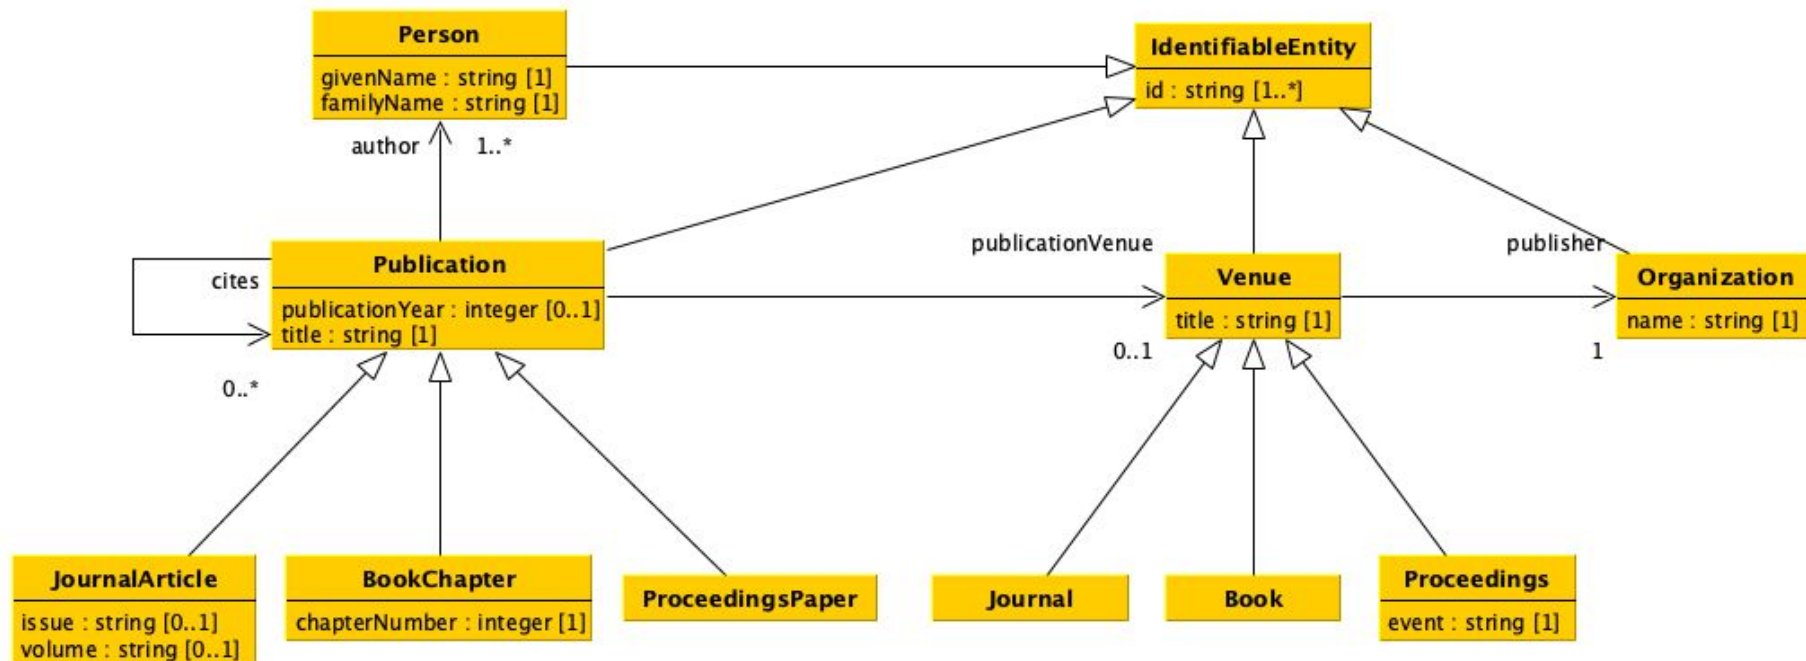 Person
givenName : string [1]
familyName : string [1]
IdentifiableEntity
id : string [1..*]
author
1..*
cites
Publication
publicationYear : integer [0..1]
title : string [1]
0..*
publicationVenue
Venue
title : string [1]
0..1
publisher
Organization
name : string [1]
1
JournalArticle
issue : string [0..1]
volume : string [0..1]
BookChapter
chapterNumber : integer [1]
ProceedingsPaper
Journal
Book
Proceedings
event : string [1]